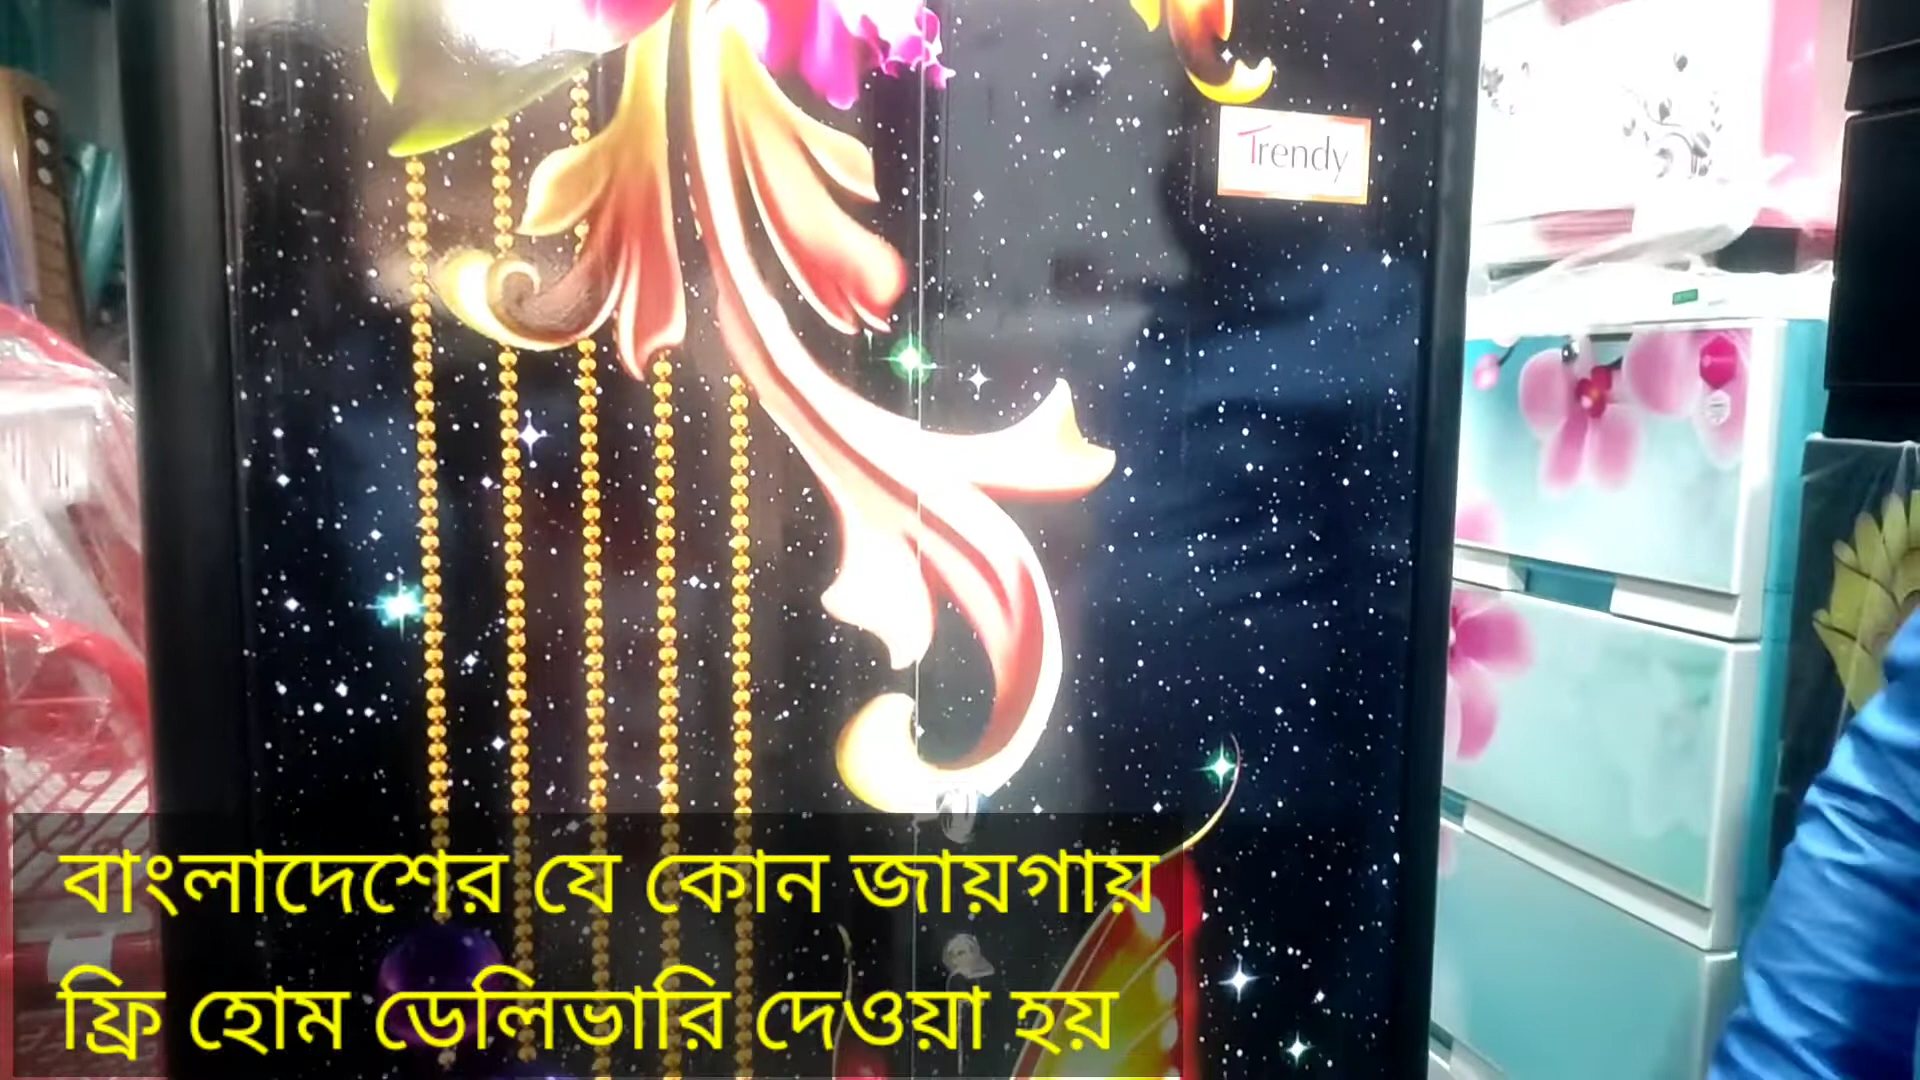 Trendy
বাংলাদেশের যে কোন জায়গায়
ফ্রি হোম ডেলিভারি দেওয়া হয়